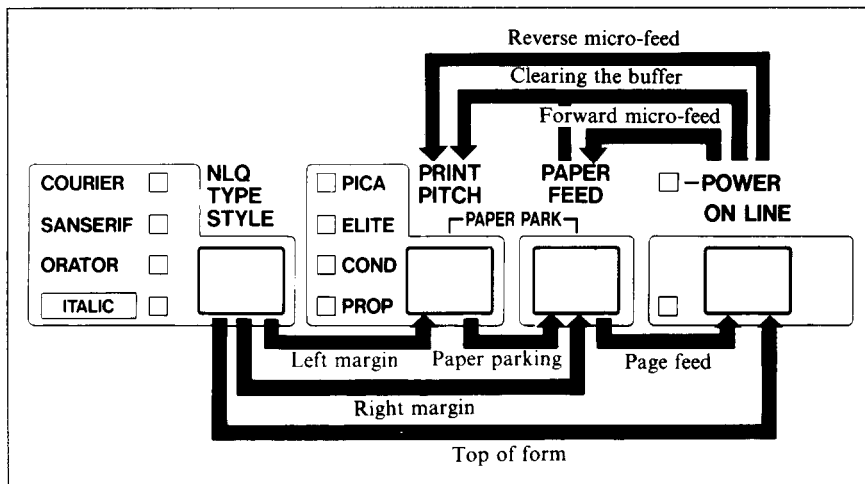 Reverse micro-feed
Clearing the buffer
Forward micro-feed
COURIER
SANSERIF
ORATOR
ITALIC
NLQ
TYPE
STYLE
PICA
ELITE
COND
PROP
PRINT
PITCH
PAPER
FEED
PAPER PARK
POWER
ON LINE
Left margin
Paper parking
Page feed
Right margin
Top of form